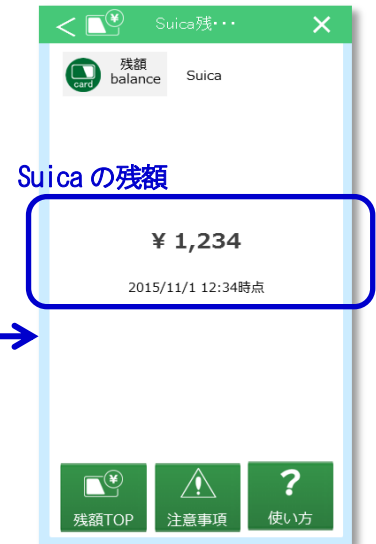 < ¥ Suica残･･･ ×
card 残額
balance Suica
Suicaの残額
¥ 1,234
2015/11/1 12:34時点
¥ ! ?
残額TOP 注意事項 使い方